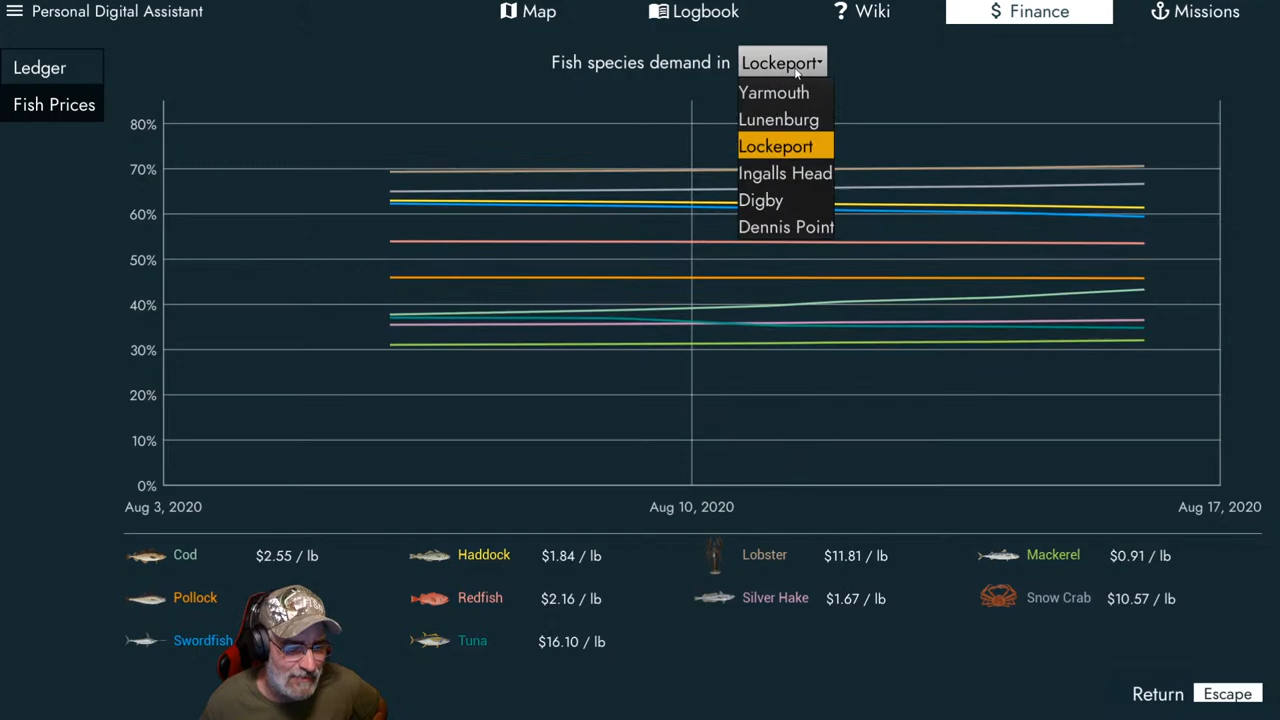 Personal Digital Assistant
Map
Logbook
? Wiki
$ Finance
Missions
Ledger
Fish Prices
Fish species demand in Lockeport
Yarmouth
Lunenburg
Lockeport
Ingalls Head
Digby
Dennis Point
80%
70%
60%
50%
40%
30%
20%
10%
0%
Aug 3, 2020
Aug 10, 2020
Aug 17, 2020
Cod $2.55 / lb
Haddock $1.84 / lb
Lobster $11.81 / lb
Mackerel $0.91 / lb
Pollock
Redfish $2.16 / lb
Silver Hake $1.67 / lb
Snow Crab $10.57 / lb
Swordfish
Tuna $16.10 / lb
Return Escape